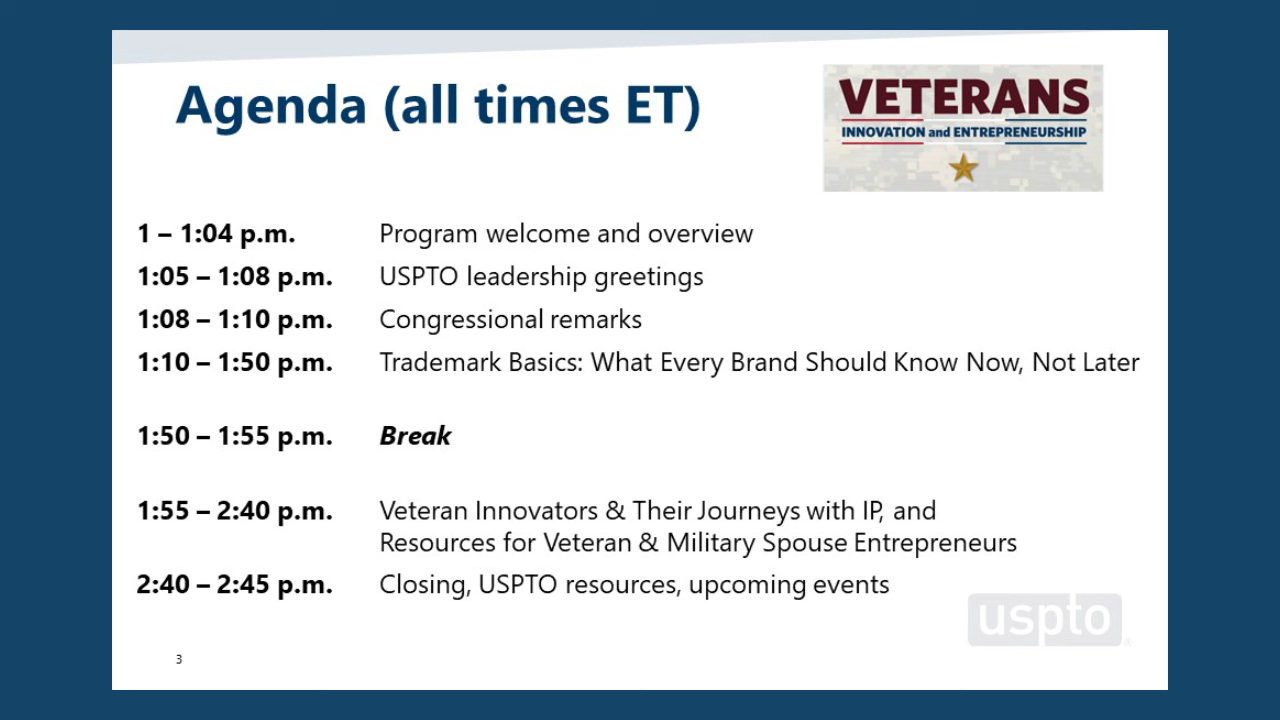 Agenda (all times ET)
VETERANS
INNOVATION and ENTREPRENEURSHIP
1 – 1:04 p.m. Program welcome and overview
1:05 – 1:08 p.m. USPTO leadership greetings
1:08 – 1:10 p.m. Congressional remarks
1:10 – 1:50 p.m. Trademark Basics: What Every Brand Should Know Now, Not Later
1:50 – 1:55 p.m. Break
1:55 – 2:40 p.m. Veteran Innovators & Their Journeys with IP, and
Resources for Veteran & Military Spouse Entrepreneurs
2:40 – 2:45 p.m. Closing, USPTO resources, upcoming events
uspto®
3